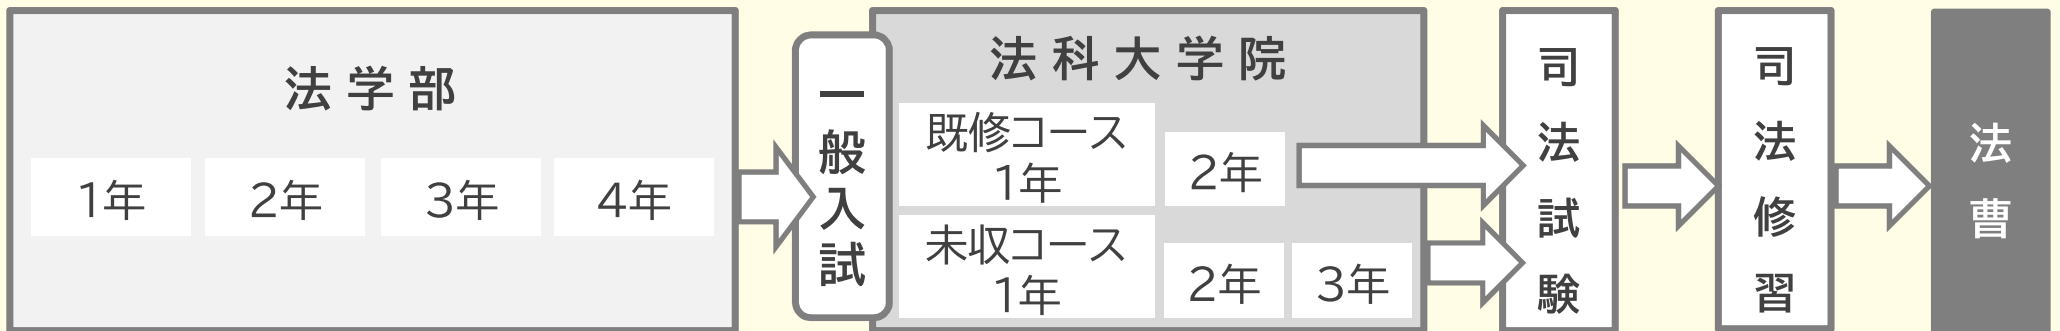 法学部
1年
2年
3年
4年
一般入試
法科大学院
既修コース
1年
2年
未収コース
1年
2年
3年
司法試験
司法修習
法曹